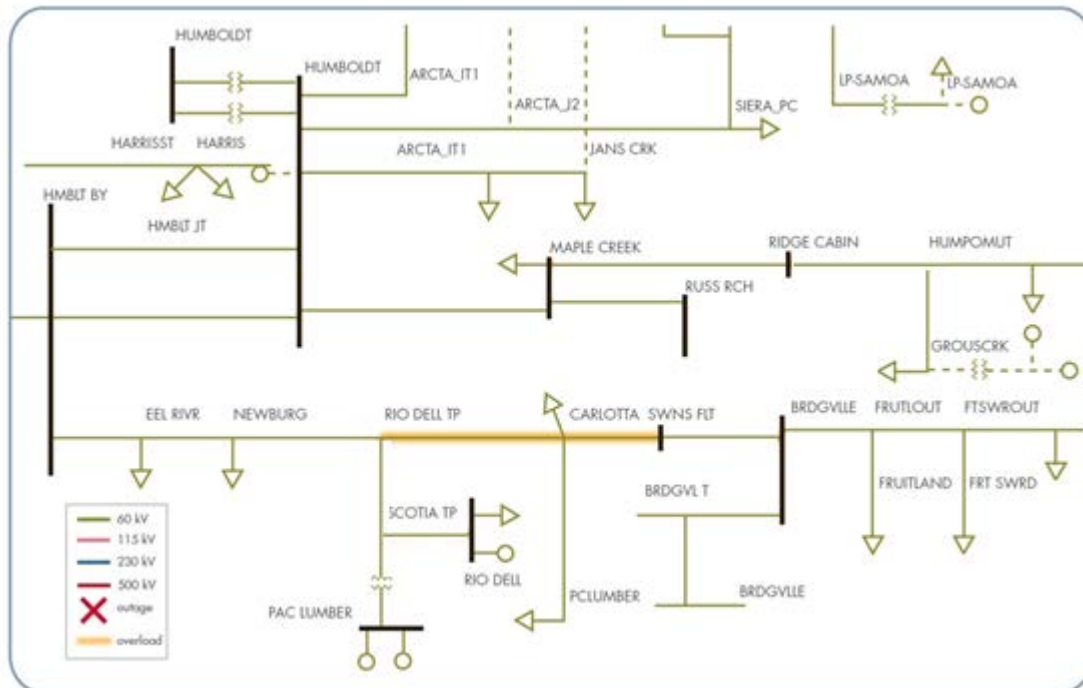 HUMBOLDT
HUMBOLDT
ARCTA_IT1
LP-SAMOA
LP-SAMOA
ARCTA_J2
SIERA_PC
HARRISST
HARRIS
ARCTA_IT1
JANS CRK
HMBLT BY
HMBLT JT
MAPLE CREEK
RIDGE CABIN
HUMPOMUT
RUSS RCH
GROUSCRK
EEL RIVR
NEWBURG
RIO DELL TP
CARLOTTA
SWNS FLT
BRDGVLLE
FRUTLOUT
FTSWROUT
BRDGVL T
FRUITLAND
FRT SWRD
SCOTIA TP
RIO DELL
PAC LUMBER
PCLUMBER
BRDGVLLE
60 kV
115 kV
230 kV
500 kV
outage
overload